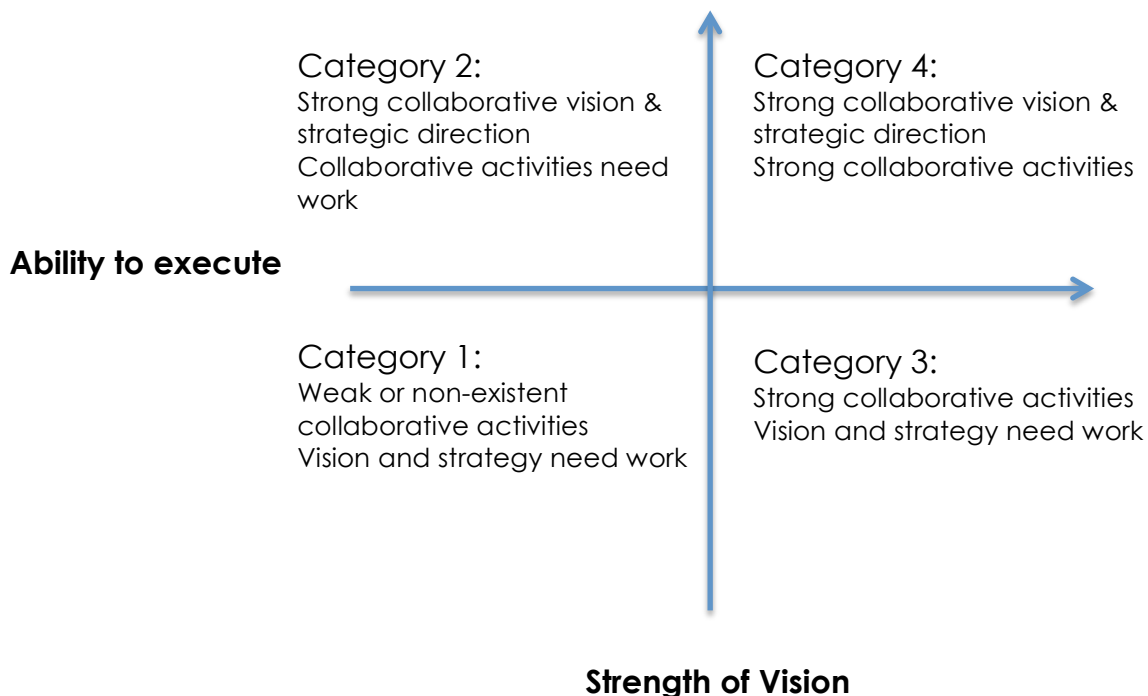 Category 2:
Strong collaborative vision &
strategic direction
Collaborative activities need
work
Category 4:
Strong collaborative vision &
strategic direction
Strong collaborative activities
Ability to execute
Category 1:
Weak or non-existent
collaborative activities
Vision and strategy need work
Category 3:
Strong collaborative activities
Vision and strategy need work
Strength of Vision